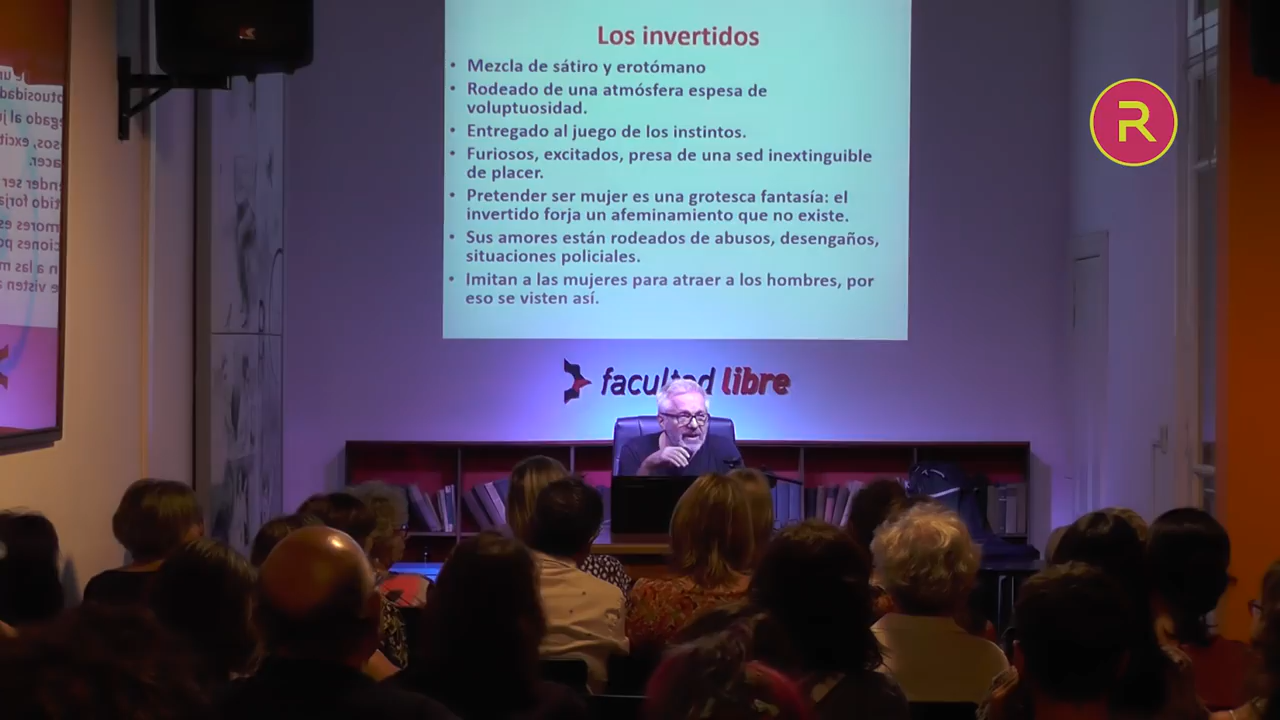 Los invertidos
• Mezcla de sátiro y erotómano
• Rodeado de una atmósfera espesa de
voluptuosidad.
• Entregado al juego de los instintos.
• Furiosos, excitados, presa de una sed inextinguible
de placer.
• Pretender ser mujer es una grotesca fantasía: el
invertido forja un afeminamiento que no existe.
• Sus amores están rodeados de abusos, desengaños,
situaciones policiales.
• Imitan a las mujeres para atraer a los hombres, por
eso se visten así.
R
facultad libre